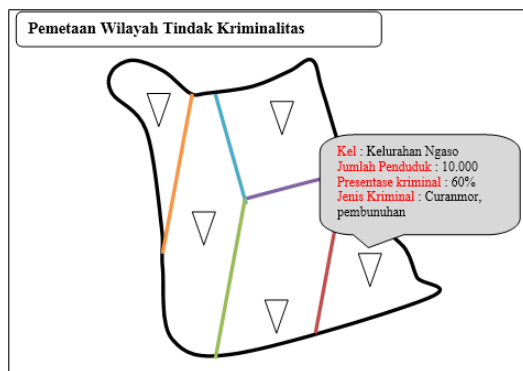 Pemetaan Wilayah Tindak Kriminalitas
Kel : Kelurahan Ngaso
Jumlah Penduduk : 10.000
Presentase kriminal : 60%
Jenis Kriminal : Curanmor,
pembunuhan